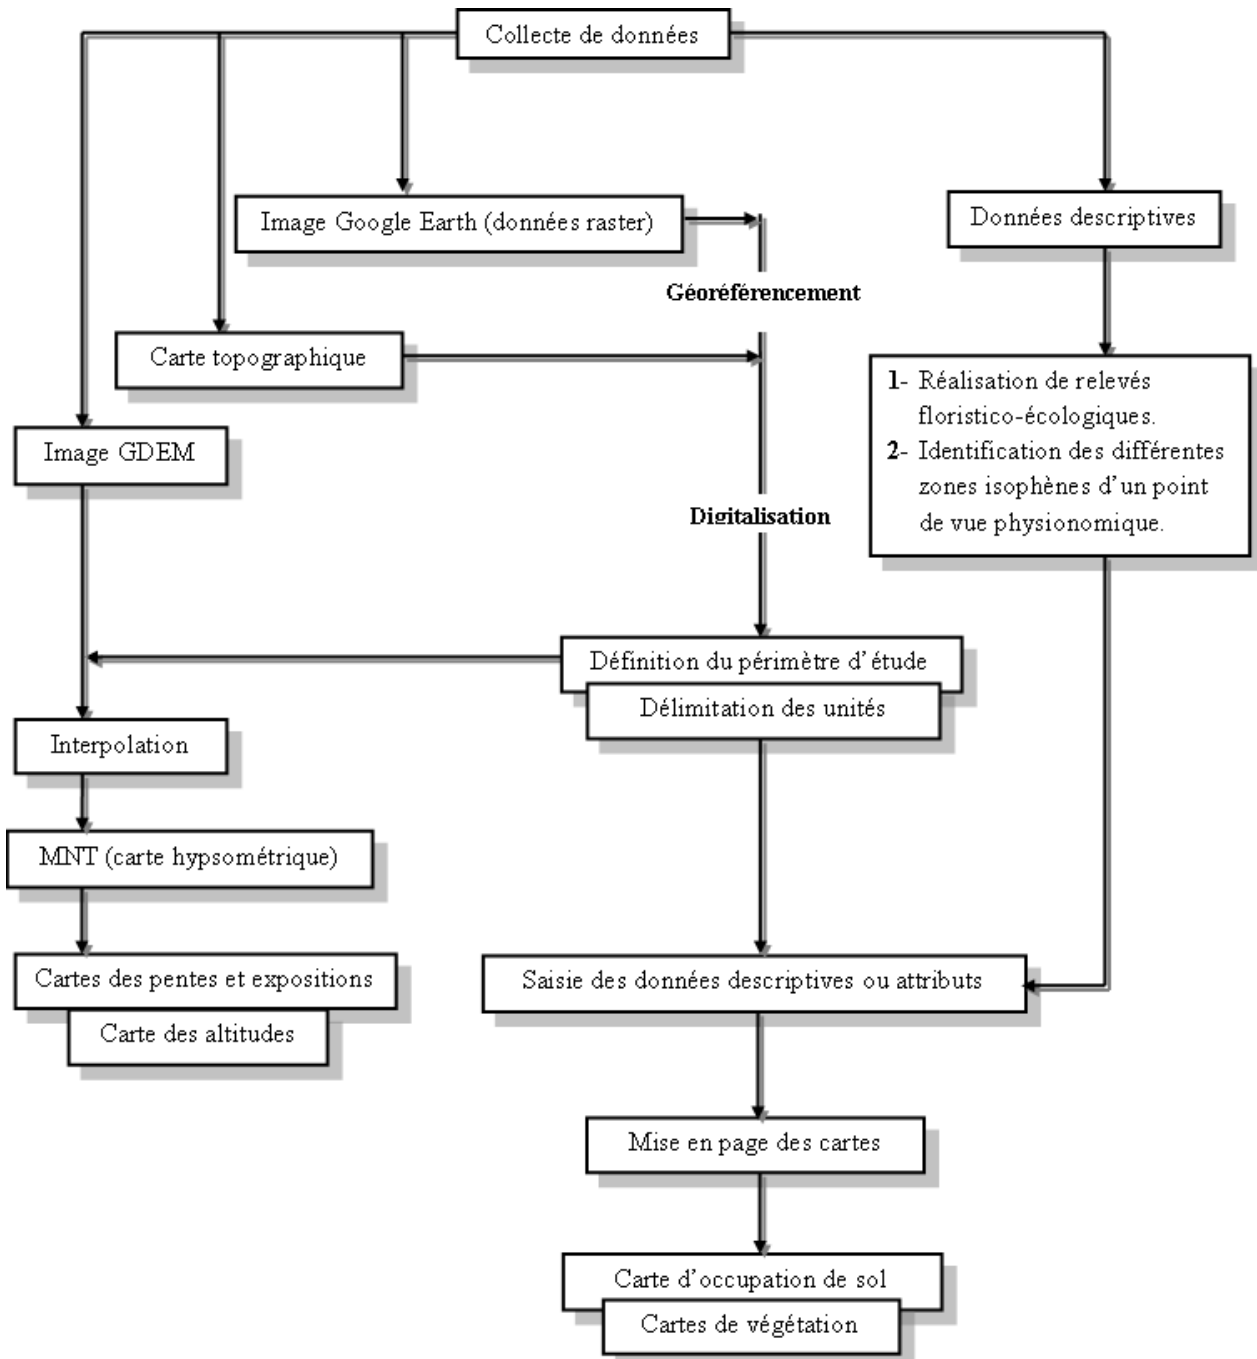 Collecte de données
Image Google Earth (données raster)
Données descriptives
Géoréférencement
Carte topographique
1- Réalisation de relevés
floristico-écologiques.
2- Identification des différentes
zones isophènes d’un point
de vue physionomique.
Image GDEM
Digitalisation
Définition du périmètre d’étude
Délimitation des unités
Interpolation
MNT (carte hypsométrique)
Cartes des pentes et expositions
Carte des altitudes
Saisie des données descriptives ou attributs
Mise en page des cartes
Carte d’occupation de sol
Cartes de végétation